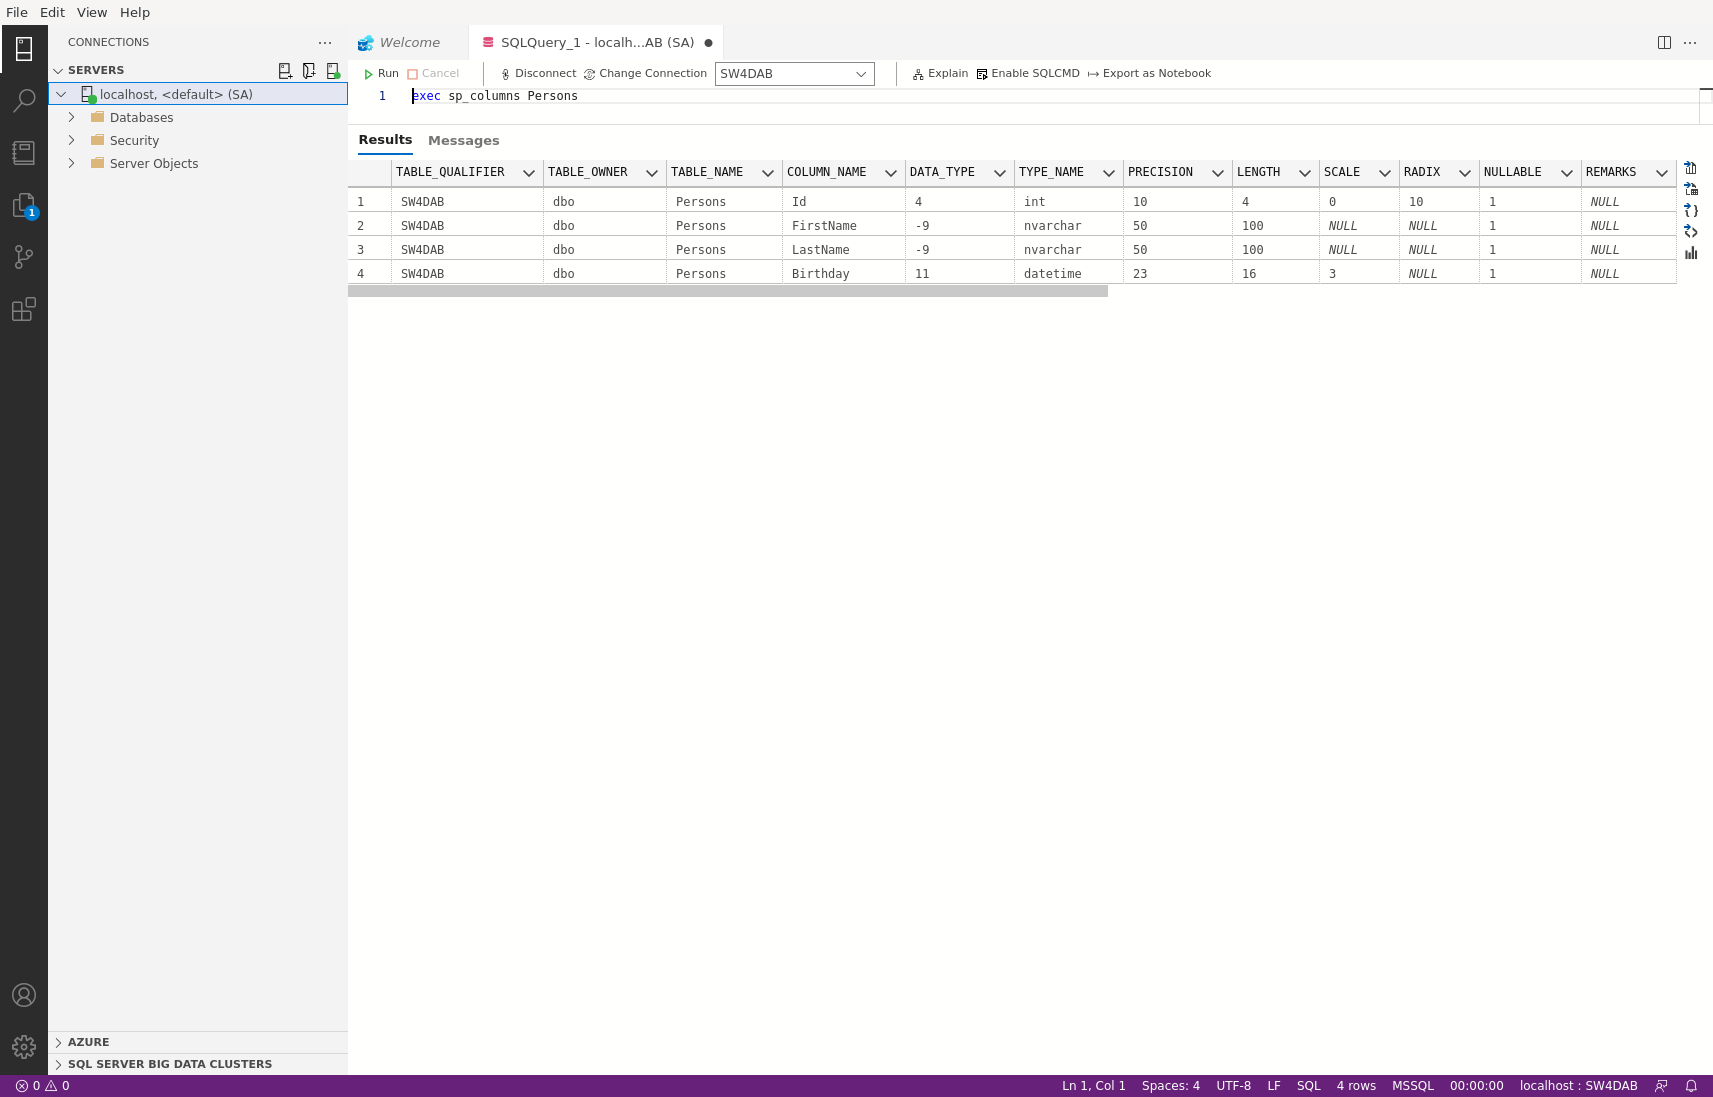 File Edit View Help
CONNECTIONS
SERVERS
localhost, <default> (SA)
Databases
Security
Server Objects
1
AZURE
SQL SERVER BIG DATA CLUSTERS
Welcome
SQLQuery_1 - localh...AB (SA)
Run Cancel Disconnect Change Connection SW4DAB Explain Enable SQLCMD Export as Notebook
1 exec sp_columns Persons
Results Messages
TABLE_QUALIFIER TABLE_OWNER TABLE_NAME COLUMN_NAME DATA_TYPE TYPE_NAME PRECISION LENGTH SCALE RADIX NULLABLE REMARKS
1 SW4DAB dbo Persons Id 4 int 10 4 0 10 1 NULL
2 SW4DAB dbo Persons FirstName -9 nvarchar 50 100 NULL NULL 1 NULL
3 SW4DAB dbo Persons LastName -9 nvarchar 50 100 NULL NULL 1 NULL
4 SW4DAB dbo Persons Birthday 11 datetime 23 16 3 NULL 1 NULL
0 0 Ln 1, Col 1 Spaces: 4 UTF-8 LF SQL 4 rows MSSQL 00:00:00 localhost : SW4DAB